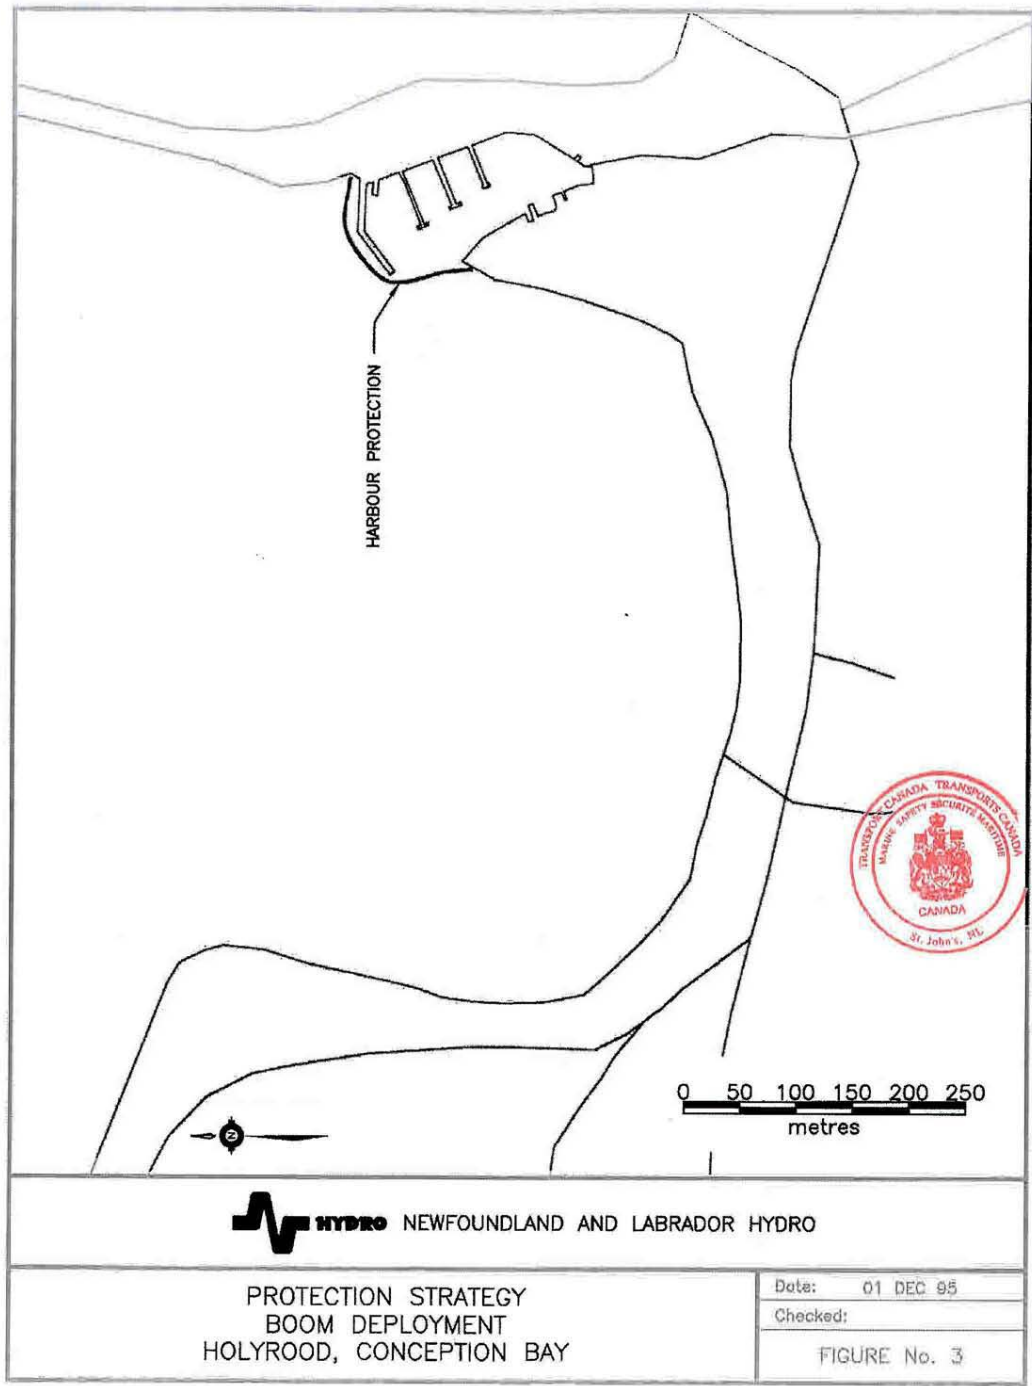 HARBOUR PROTECTION
TRANSPORT CANADA TRANSPORTS CANADA
MARINE SAFETY SÉCURITÉ MARITIME
CANADA
St. John's, NL
N
0 50 100 150 200 250
metres
HYDRO NEWFOUNDLAND AND LABRADOR HYDRO
PROTECTION STRATEGY
BOOM DEPLOYMENT
HOLYROOD, CONCEPTION BAY
Date: 01 DEC 95
Checked:
FIGURE No. 3